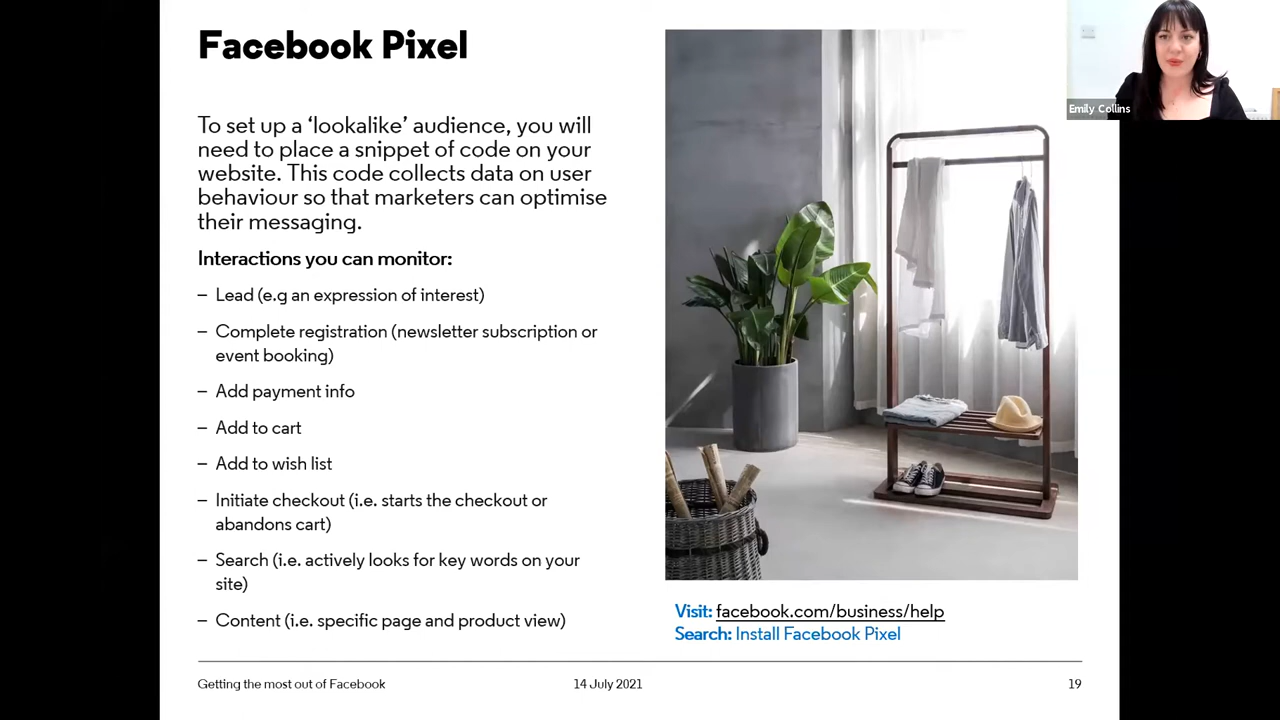 Facebook Pixel
To set up a ‘lookalike’ audience, you will
need to place a snippet of code on your
website. This code collects data on user
behaviour so that marketers can optimise
their messaging.
Interactions you can monitor:
– Lead (e.g an expression of interest)
– Complete registration (newsletter subscription or
event booking)
– Add payment info
– Add to cart
– Add to wish list
– Initiate checkout (i.e. starts the checkout or
abandons cart)
– Search (i.e. actively looks for key words on your
site)
– Content (i.e. specific page and product view)
Emily Collins
Visit: facebook.com/business/help
Search: Install Facebook Pixel
Getting the most out of Facebook 14 July 2021 19